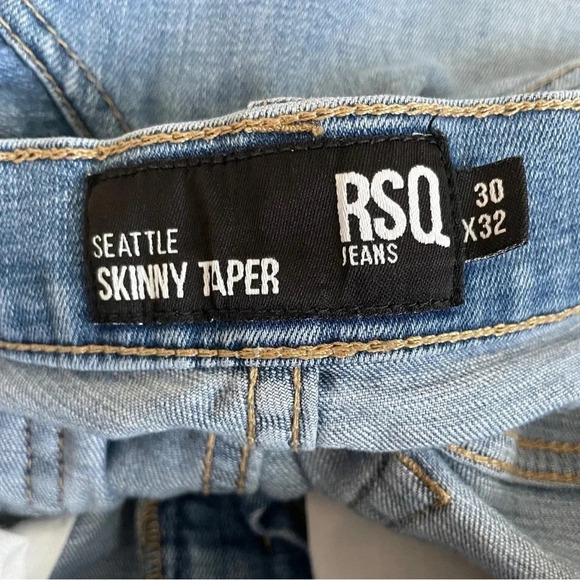 SEATTLE
SKINNY TAPER
RSQ
JEANS
30
X32